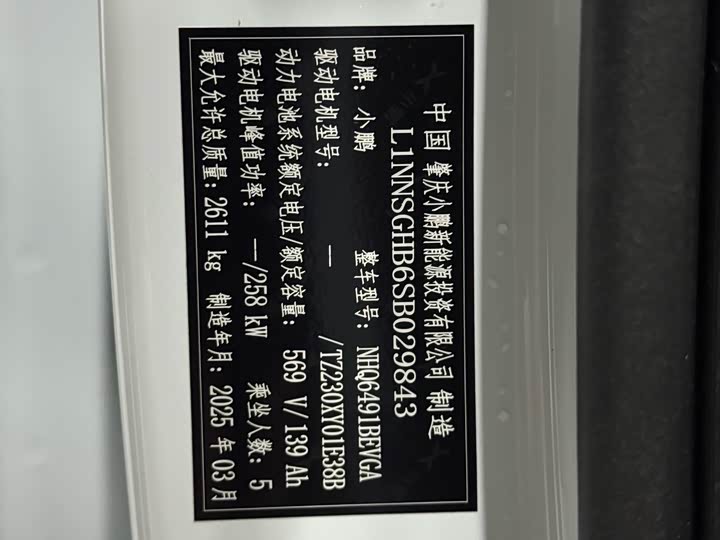 中国 肇庆小鹏新能源投资有限公司 制造
L1NNSGHB6SB029843
品牌: 小鹏 整车型号: NHQ6491BEVGA
驱动电机型号: —/TZ230XY01E38B
动力电池系统额定电压/额定容量: 569 V/139 Ah
驱动电机峰值功率: —/258 kW 乘坐人数: 5
最大允许总质量: 2611 kg 制造年月: 2025 年 03 月